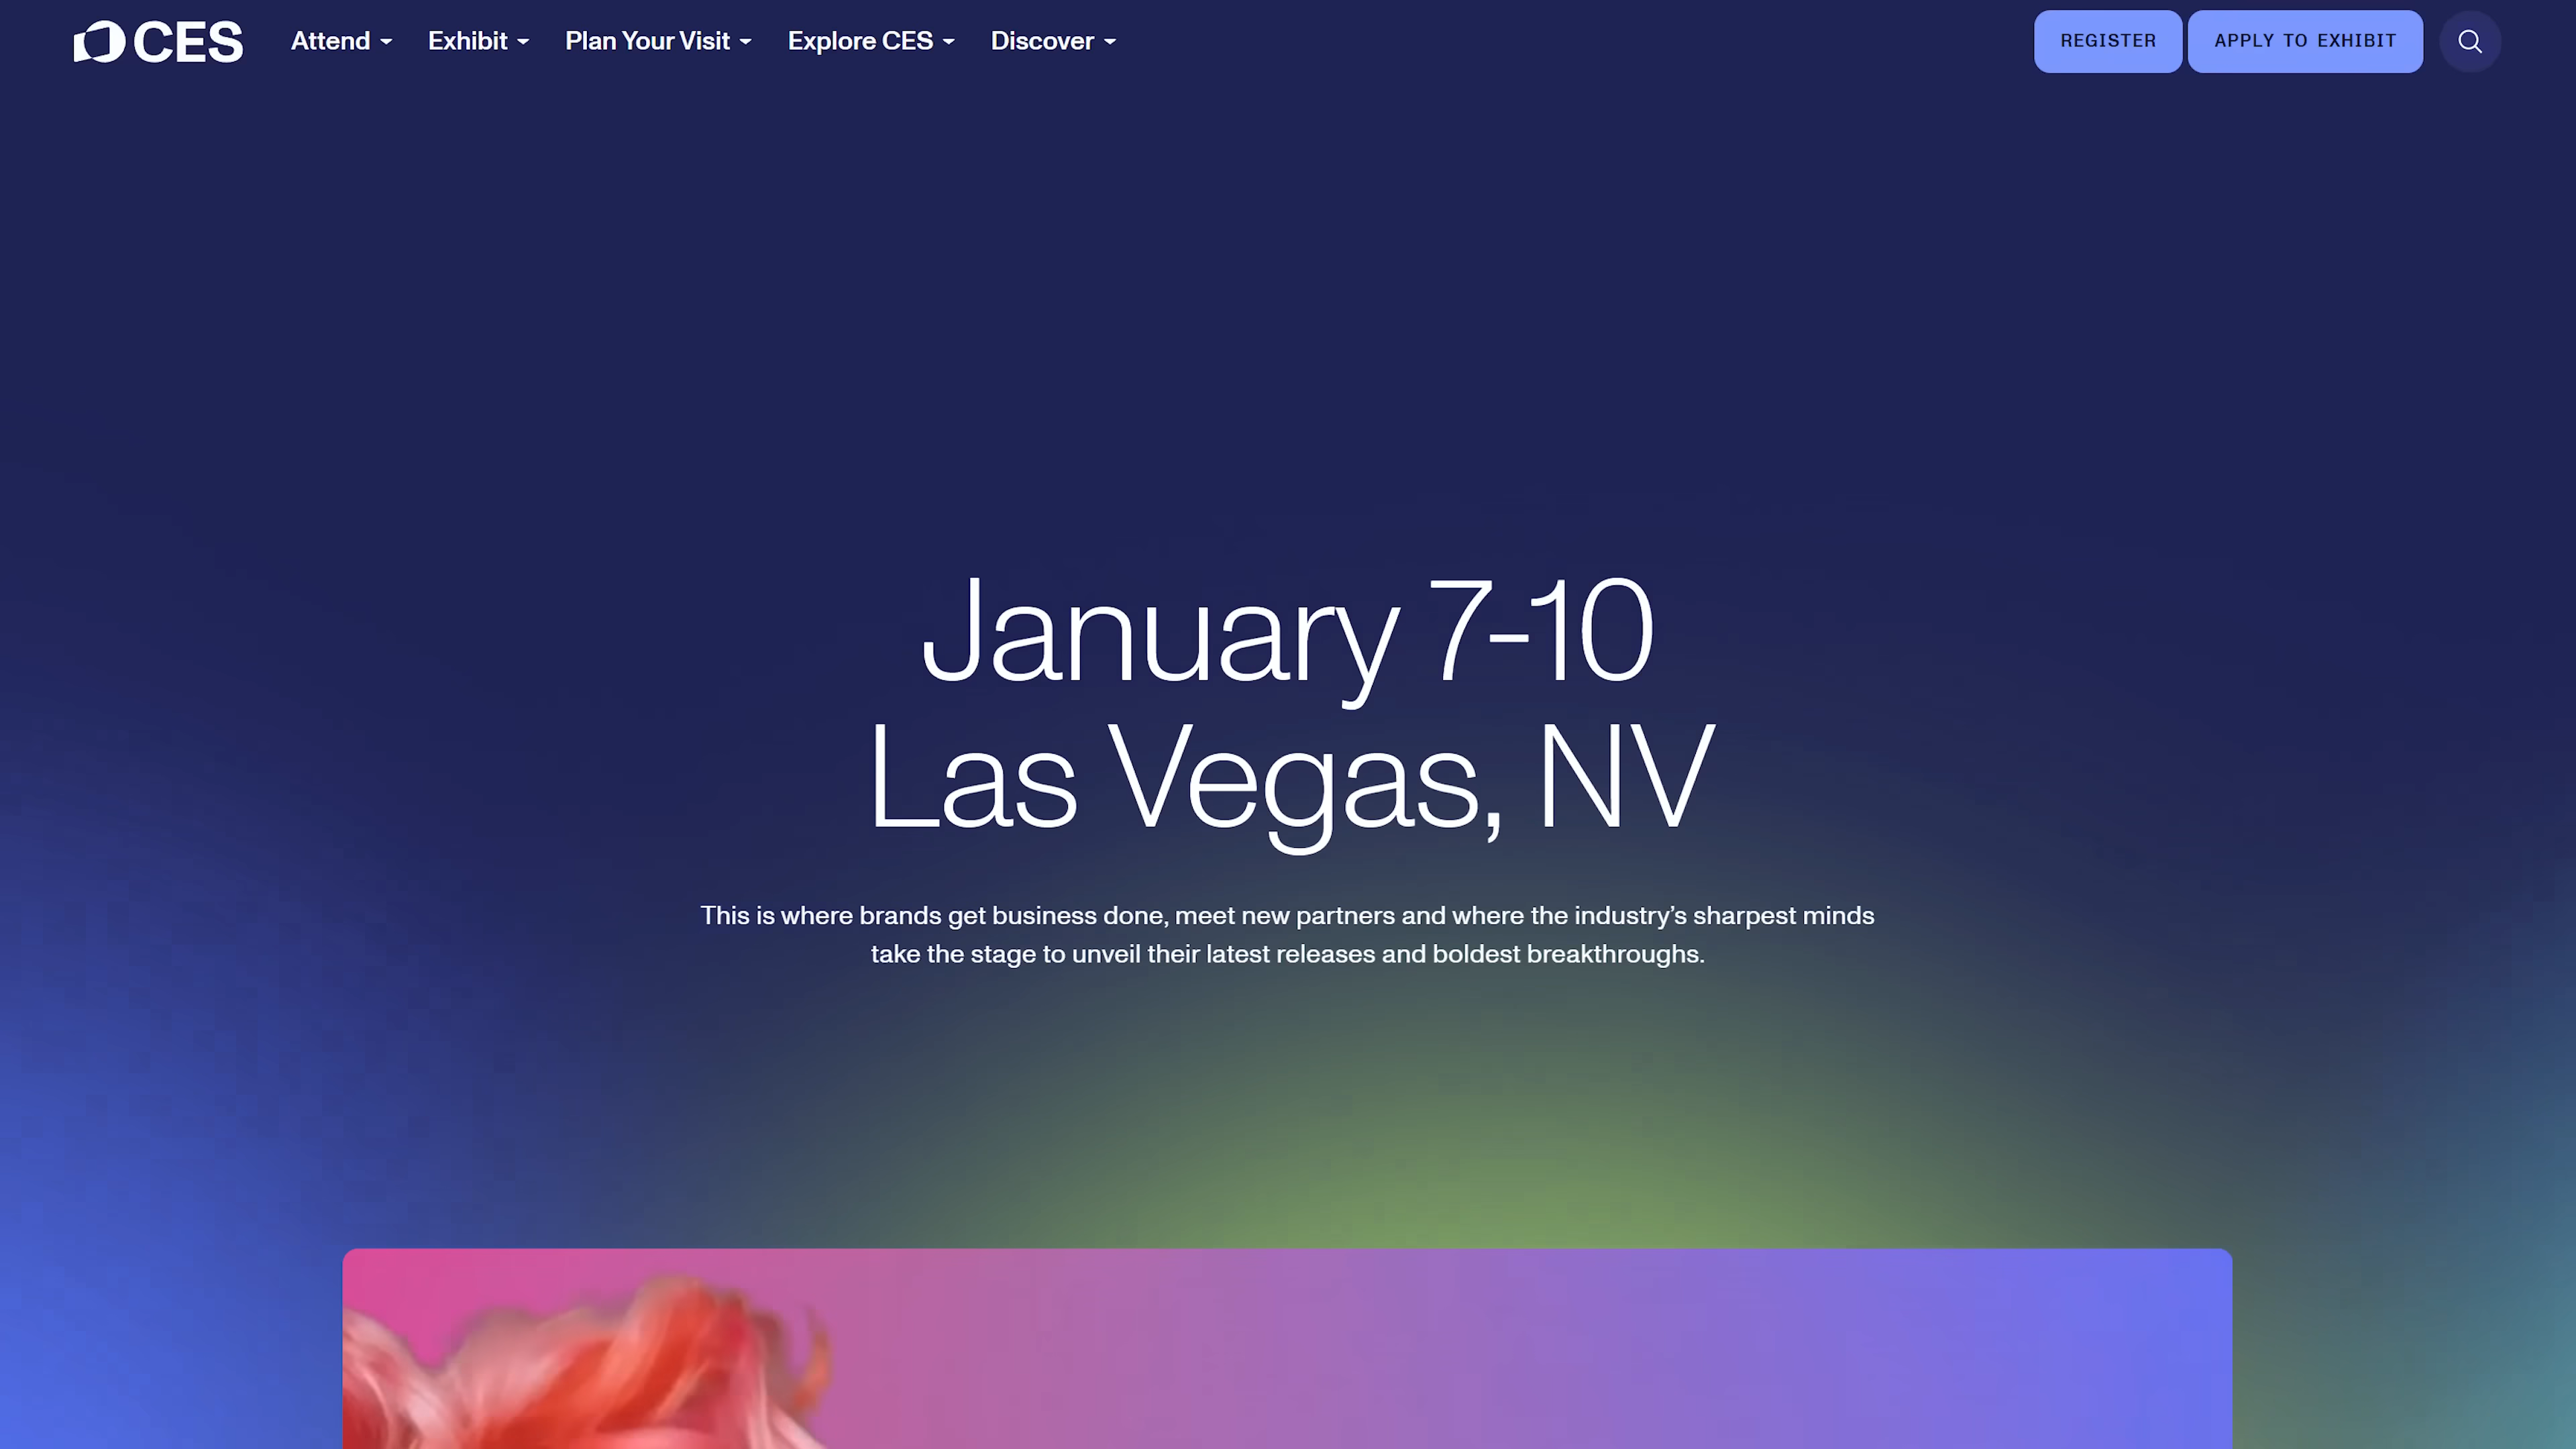 CES
Attend
Exhibit
Plan Your Visit
Explore CES
Discover
REGISTER
APPLY TO EXHIBIT
January 7-10
Las Vegas, NV
This is where brands get business done, meet new partners and where the industry’s sharpest minds
take the stage to unveil their latest releases and boldest breakthroughs.